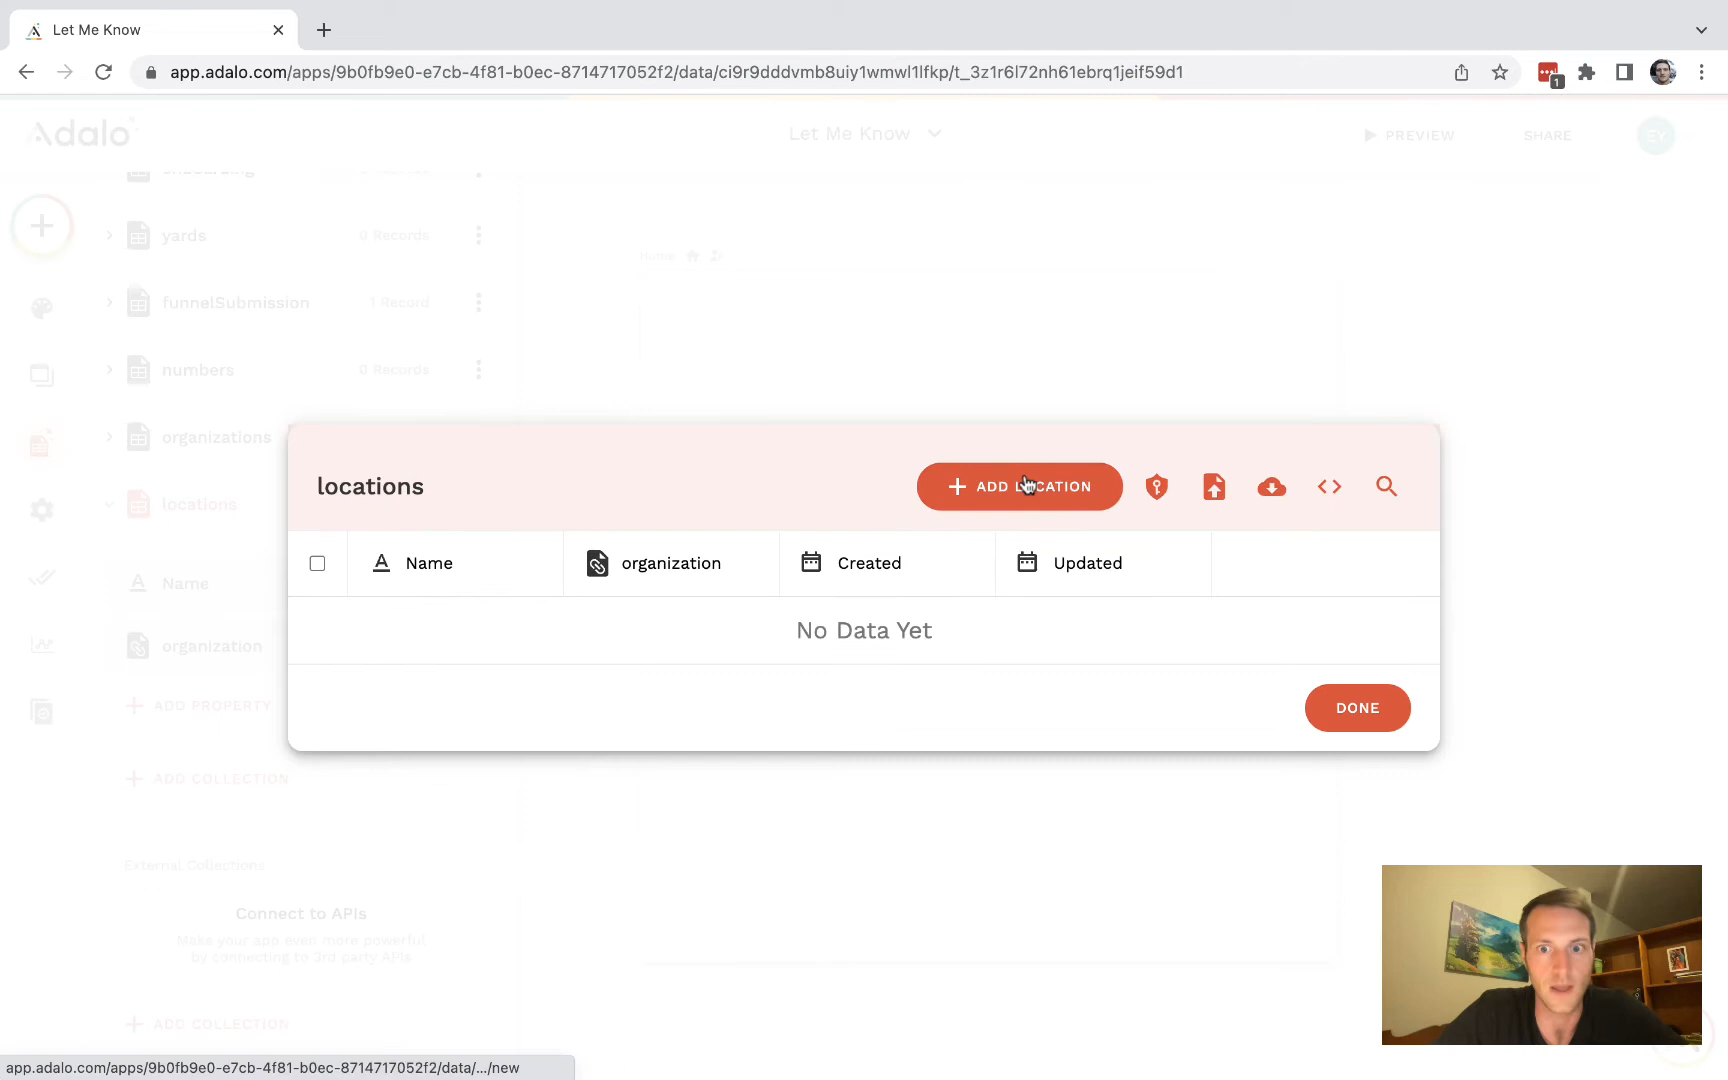 Let Me Know
app.adalo.com/apps/9b0fb9e0-e7cb-4f81-b0ec-8714717052f2/data/ci9r9dddvmb8uiy1wmwl1lfkp/t_3z1r6l72nh61ebrq1jeif59d1
1
Adalo
Let Me Know
PREVIEW
SHARE
EY
onboarding
yards
0 Records
Home
funnelSubmission
1 Record
numbers
0 Records
organizations
locations
Name
organization
ADD PROPERTY
ADD COLLECTION
locations
ADD LOCATION
Name
organization
Created
Updated
No Data Yet
DONE
External Collections
Connect to APIs
Make your app even more powerful
by connecting to 3rd party APIs
ADD COLLECTION
app.adalo.com/apps/9b0fb9e0-e7cb-4f81-b0ec-8714717052f2/data/.../new